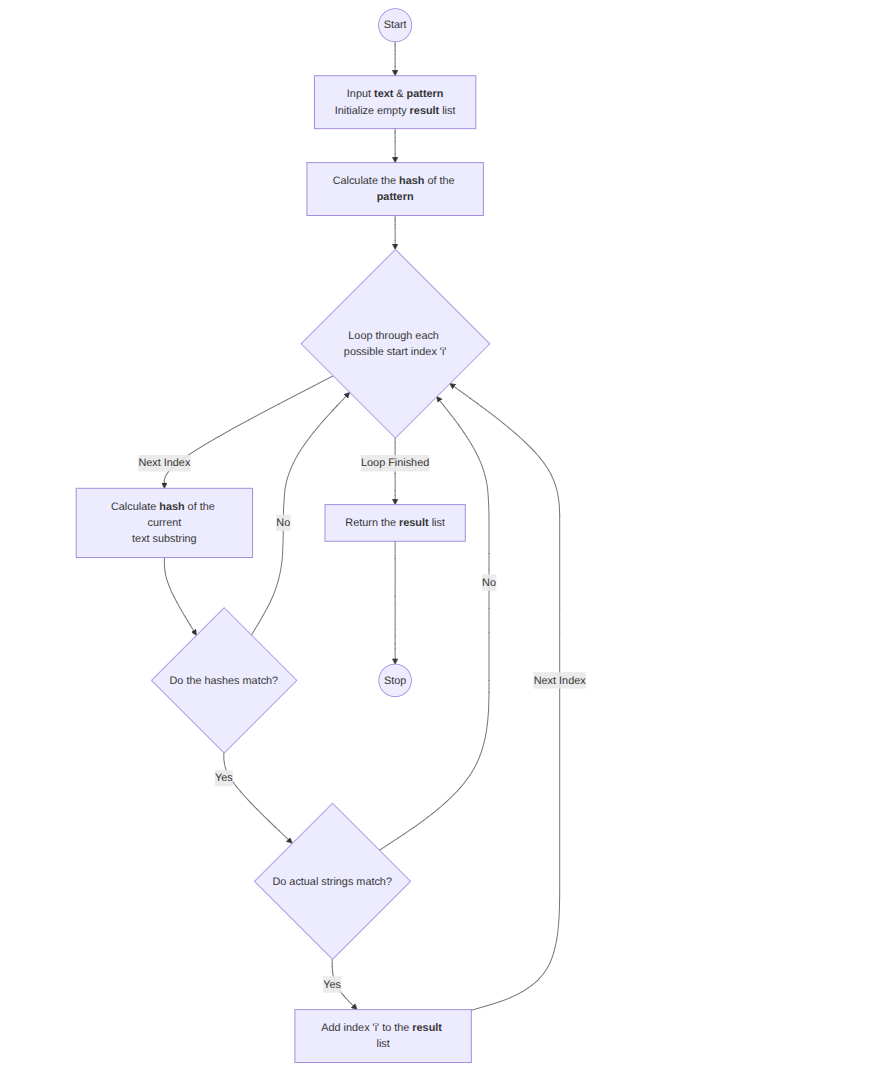 Start
Input text & pattern
Initialize empty result list
Calculate the hash of the
pattern
Loop through each
possible start index 'i'
Next Index
Loop Finished
Calculate hash of the
current
text substring
No
Return the result list
No
Do the hashes match?
Stop
Next Index
Yes
Do actual strings match?
Yes
Add index 'i' to the result
list